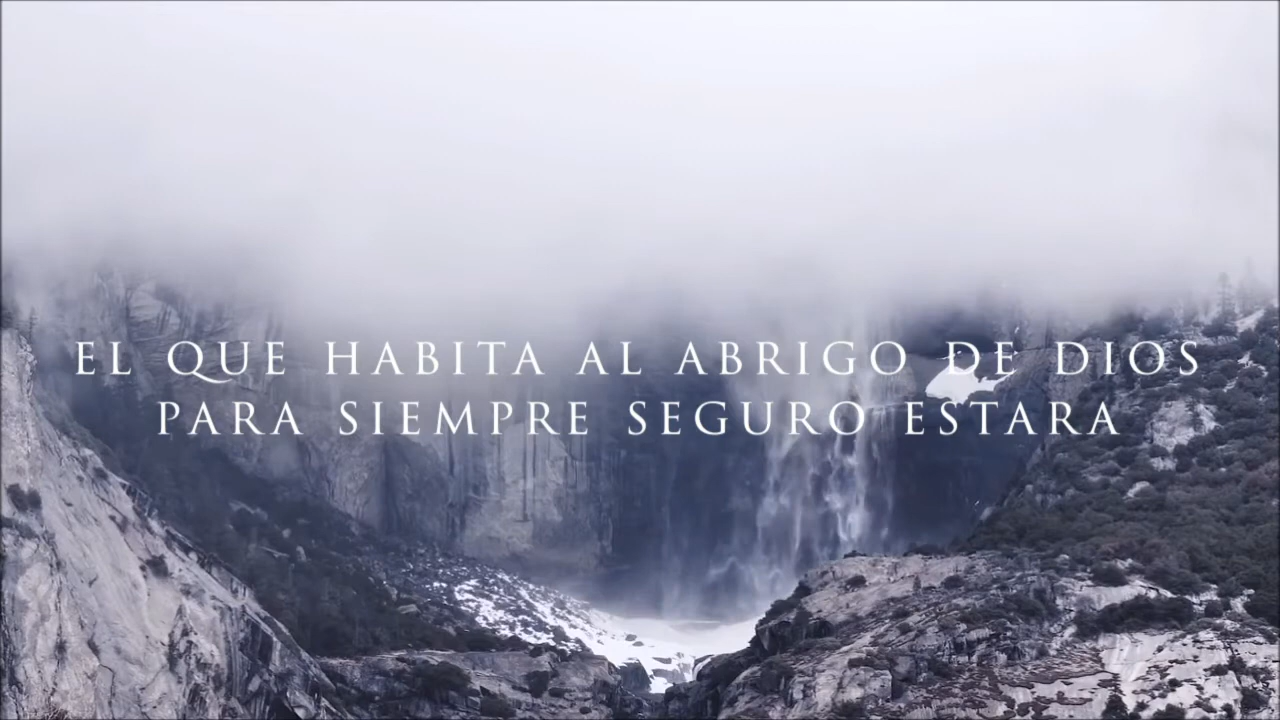 EL QUE HABITA AL ABRIGO DE DIOS
PARA SIEMPRE SEGURO ESTARA